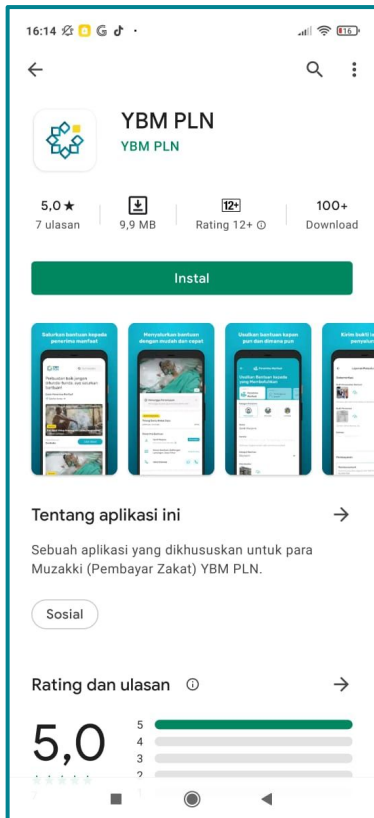 16:14
16
YBM PLN
YBM PLN
5,0 ★
7 ulasan
9,9 MB
12+
Rating 12+
100+
Download
Instal
Salurkan bantuan kepada
penerima manfaat
Menyalurkan bantuan
dengan mudah dan cepat
Usulkan bantuan kapan
pun dan dimana pun
Kirim bukti
Tentang aplikasi ini
Sebuah aplikasi yang dikhususkan untuk para
Muzakki (Pembayar Zakat) YBM PLN.
Sosial
Rating dan ulasan
5,0
5
4
3
2